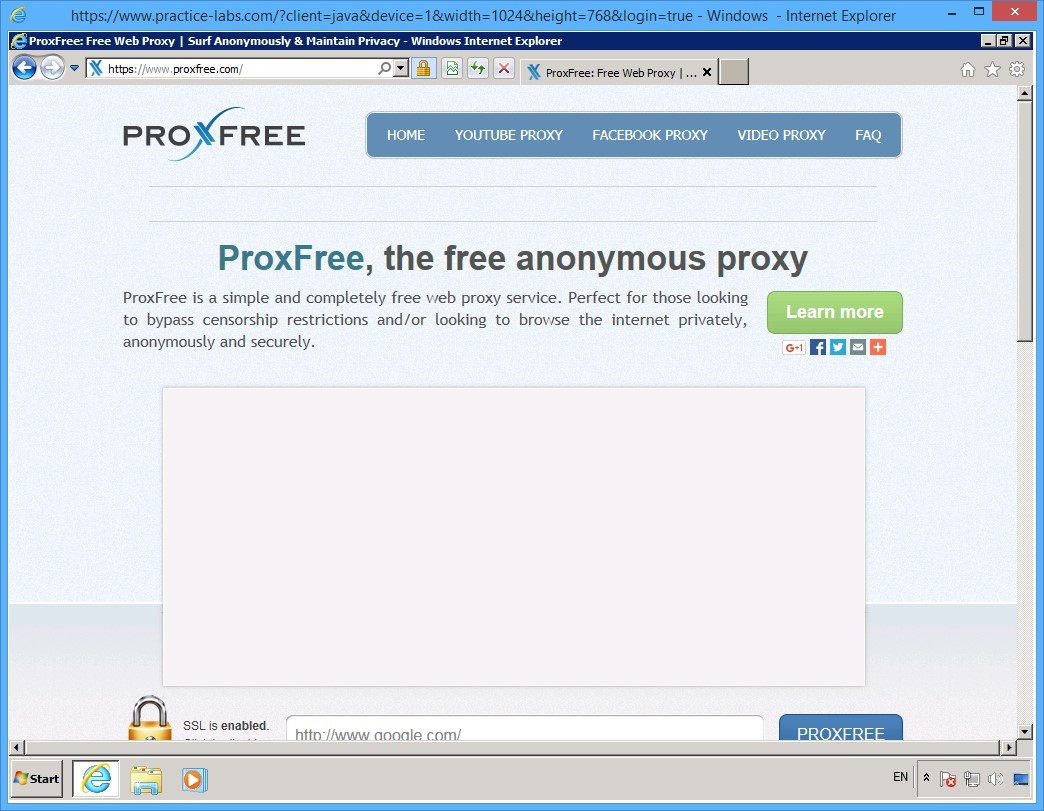 https://www.practice-labs.com/?client=java&device=1&width=1024&height=768&login=true - Windows - Internet Explorer
ProxFree: Free Web Proxy | Surf Anonymously & Maintain Privacy - Windows Internet Explorer
https://www.proxfree.com/
ProxFree: Free Web Proxy | ...
PROXFREE
HOME YOUTUBE PROXY FACEBOOK PROXY VIDEO PROXY FAQ
ProxFree, the free anonymous proxy
ProxFree is a simple and completely free web proxy service. Perfect for those looking
to bypass censorship restrictions and/or looking to browse the internet privately,
anonymously and securely.
Learn more
G+1
SSL is enabled.
http://www.google.com/
PROXFREE
Start
EN